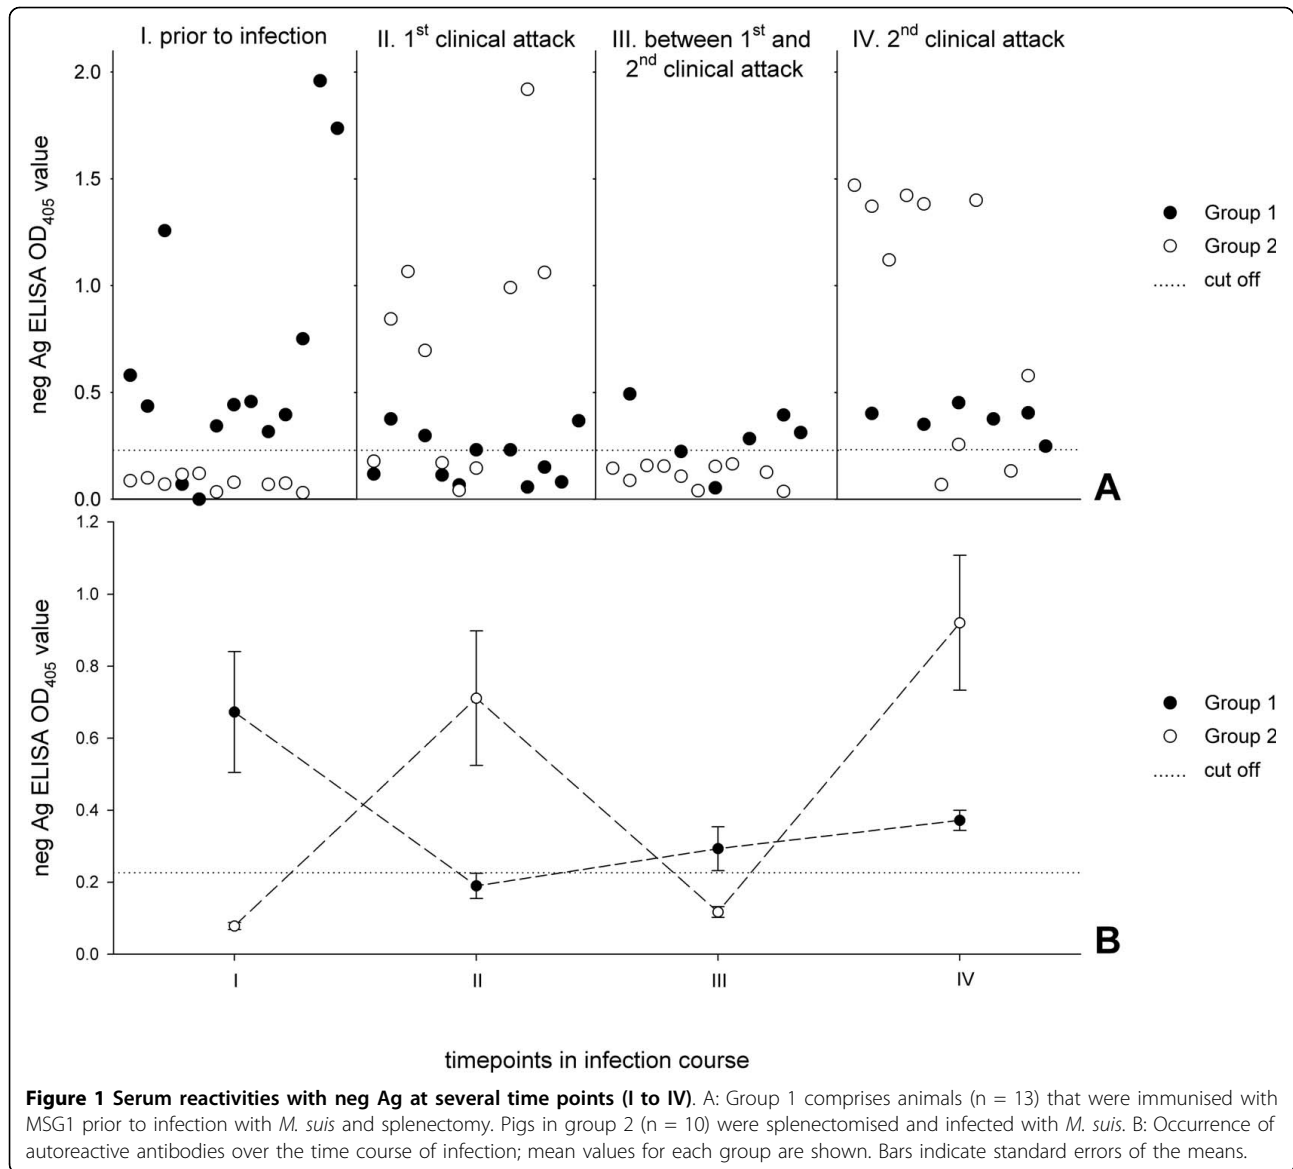 I. prior to infection
II. 1st clinical attack
III. between 1st and
2nd clinical attack
IV. 2nd clinical attack
neg Ag ELISA OD405 value
2.0
1.5
1.0
0.5
0.0
Group 1
Group 2
cut off
A
neg Ag ELISA OD405 value
1.2
1.0
0.8
0.6
0.4
0.2
0.0
Group 1
Group 2
cut off
B
I
II
III
IV
timepoints in infection course
Figure 1 Serum reactivities with neg Ag at several time points (I to IV). A: Group 1 comprises animals (n = 13) that were immunised with
MSG1 prior to infection with M. suis and splenectomy. Pigs in group 2 (n = 10) were splenectomised and infected with M. suis. B: Occurrence of
autoreactive antibodies over the time course of infection; mean values for each group are shown. Bars indicate standard errors of the means.